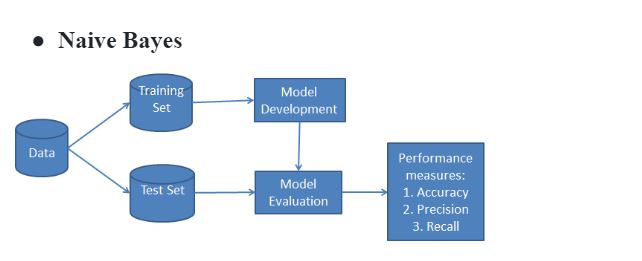 ● Naive Bayes
Training
Set
Model
Development
Data
Test Set
Model
Evaluation
Performance
measures:
1. Accuracy
2. Precision
3. Recall